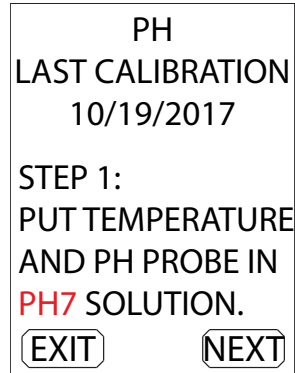 PH
LAST CALIBRATION
10/19/2017
STEP 1:
PUT TEMPERATURE
AND PH PROBE IN
PH7 SOLUTION.
EXIT NEXT